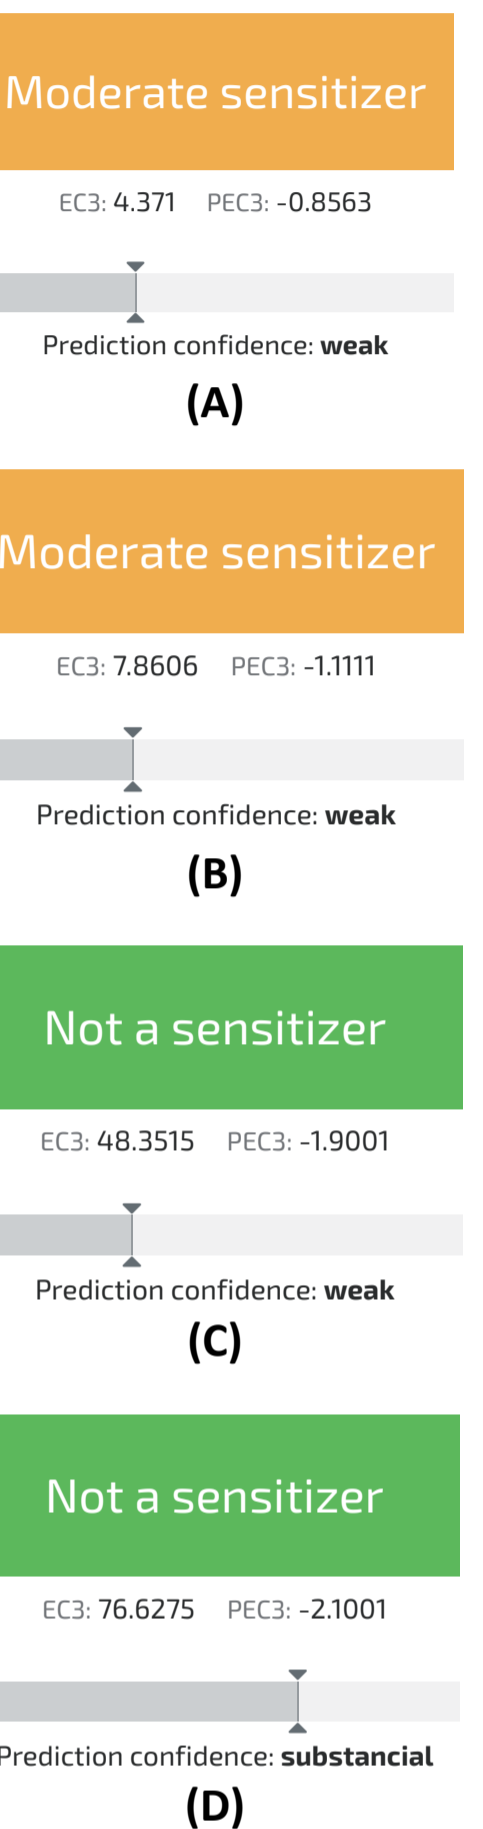 Moderate sensitizer
EC3: 4.371 PEC3: -0.8563
Prediction confidence: weak
(A)
Moderate sensitizer
EC3: 7.8606 PEC3: -1.1111
Prediction confidence: weak
(B)
Not a sensitizer
EC3: 48.3515 PEC3: -1.9001
Prediction confidence: weak
(C)
Not a sensitizer
EC3: 76.6275 PEC3: -2.1001
Prediction confidence: substancial
(D)